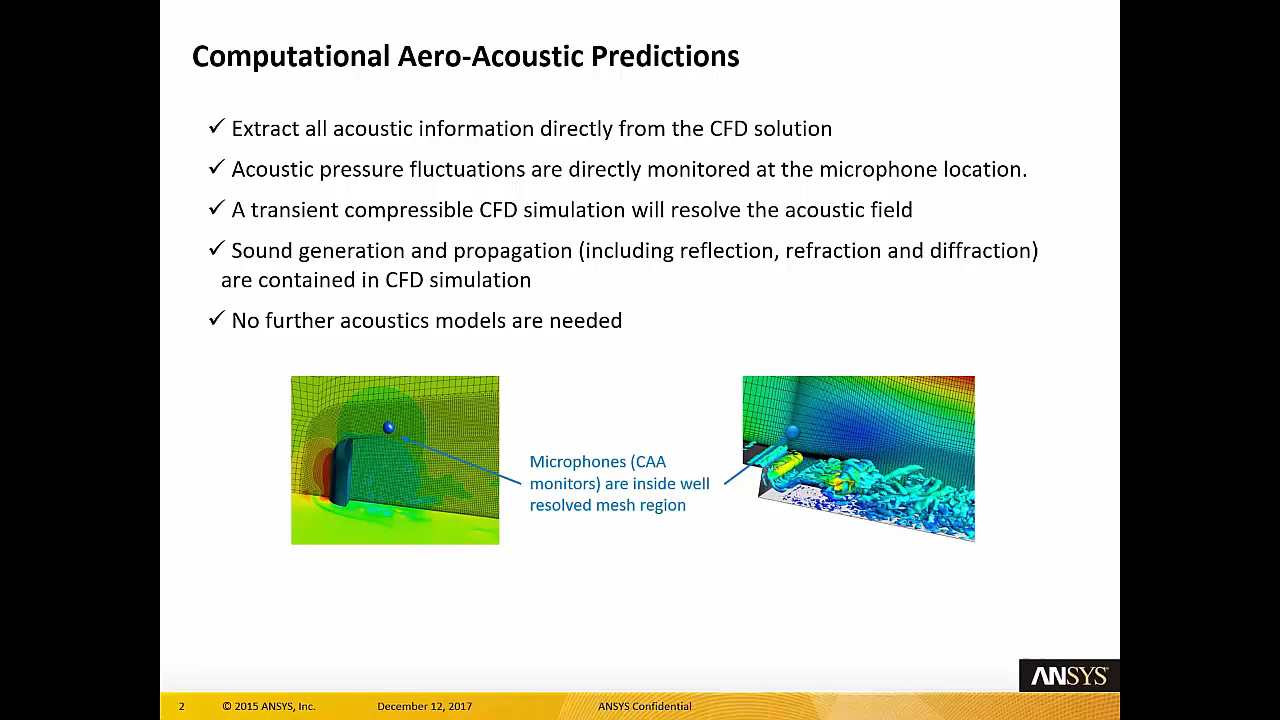 Computational Aero-Acoustic Predictions
✓ Extract all acoustic information directly from the CFD solution
✓ Acoustic pressure fluctuations are directly monitored at the microphone location.
✓ A transient compressible CFD simulation will resolve the acoustic field
✓ Sound generation and propagation (including reflection, refraction and diffraction)
are contained in CFD simulation
✓ No further acoustics models are needed
Microphones (CAA
monitors) are inside well
resolved mesh region
ANSYS
2 © 2015 ANSYS, Inc. December 12, 2017 ANSYS Confidential